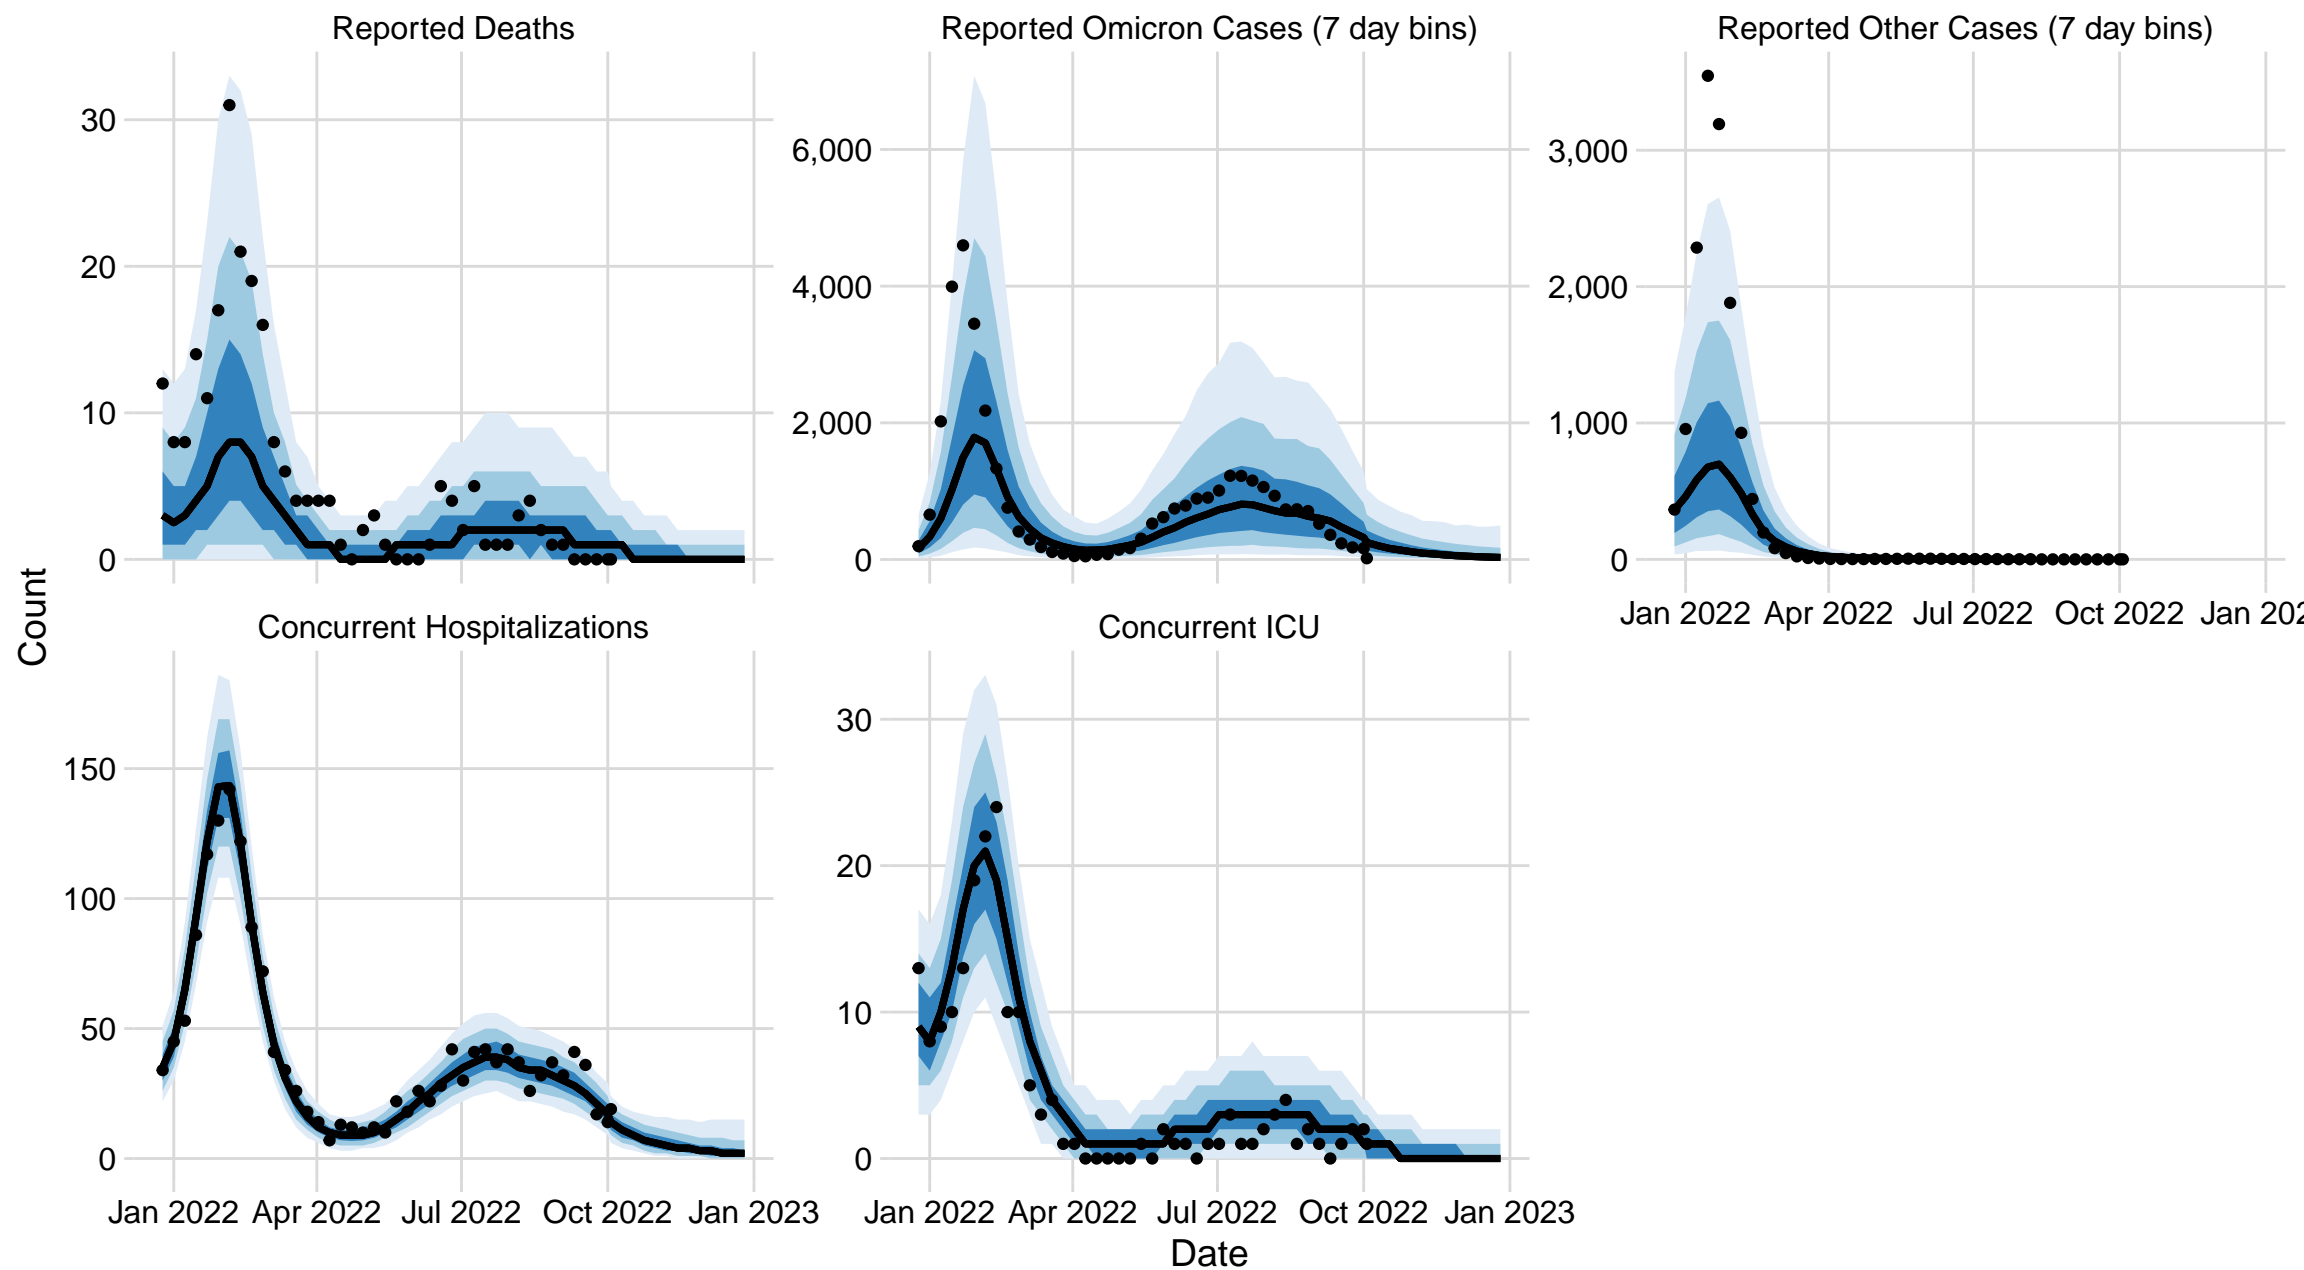 Reported Deaths
Reported Omicron Cases (7 day bins)
Reported Other Cases (7 day bins)
30
20
10
0
6,000
4,000
2,000
0
3,000
2,000
1,000
0
Jan 2022 Apr 2022 Jul 2022 Oct 2022 Jan 202
Count
Concurrent Hospitalizations
Concurrent ICU
150
100
50
0
30
20
10
0
Jan 2022 Apr 2022 Jul 2022 Oct 2022 Jan 2023
Jan 2022 Apr 2022 Jul 2022 Oct 2022 Jan 2023
Date